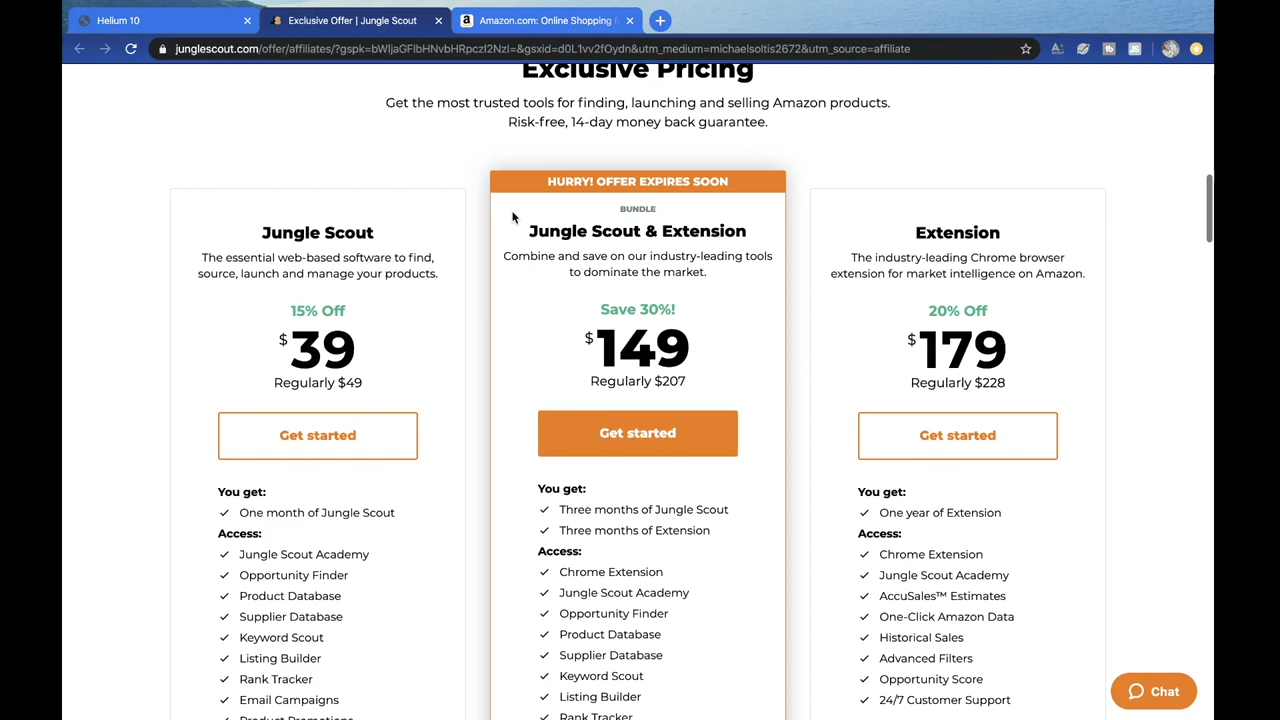 Helium 10
Exclusive Offer | Jungle Scout
Amazon.com: Online Shopping f
junglescout.com/offer/affiliates/?gspk=bWljaGFlbHNvbHRpczI2NzI=&gsxid=d0L1vv2fOydn&utm_medium=michaelsoltis2672&utm_source=affiliate
Exclusive Pricing
Get the most trusted tools for finding, launching and selling Amazon products.
Risk-free, 14-day money back guarantee.
Jungle Scout
The essential web-based software to find,
source, launch and manage your products.
15% Off
$39
Regularly $49
Get started
You get:
One month of Jungle Scout
Access:
Jungle Scout Academy
Opportunity Finder
Product Database
Supplier Database
Keyword Scout
Listing Builder
Rank Tracker
Email Campaigns
Product Promotions
HURRY! OFFER EXPIRES SOON
BUNDLE
Jungle Scout & Extension
Combine and save on our industry-leading tools
to dominate the market.
Save 30%!
$149
Regularly $207
Get started
You get:
Three months of Jungle Scout
Three months of Extension
Access:
Chrome Extension
Jungle Scout Academy
Opportunity Finder
Product Database
Supplier Database
Keyword Scout
Listing Builder
Rank Tracker
Extension
The industry-leading Chrome browser
extension for market intelligence on Amazon.
20% Off
$179
Regularly $228
Get started
You get:
One year of Extension
Access:
Chrome Extension
Jungle Scout Academy
AccuSales™ Estimates
One-Click Amazon Data
Historical Sales
Advanced Filters
Opportunity Score
24/7 Customer Support
Chat